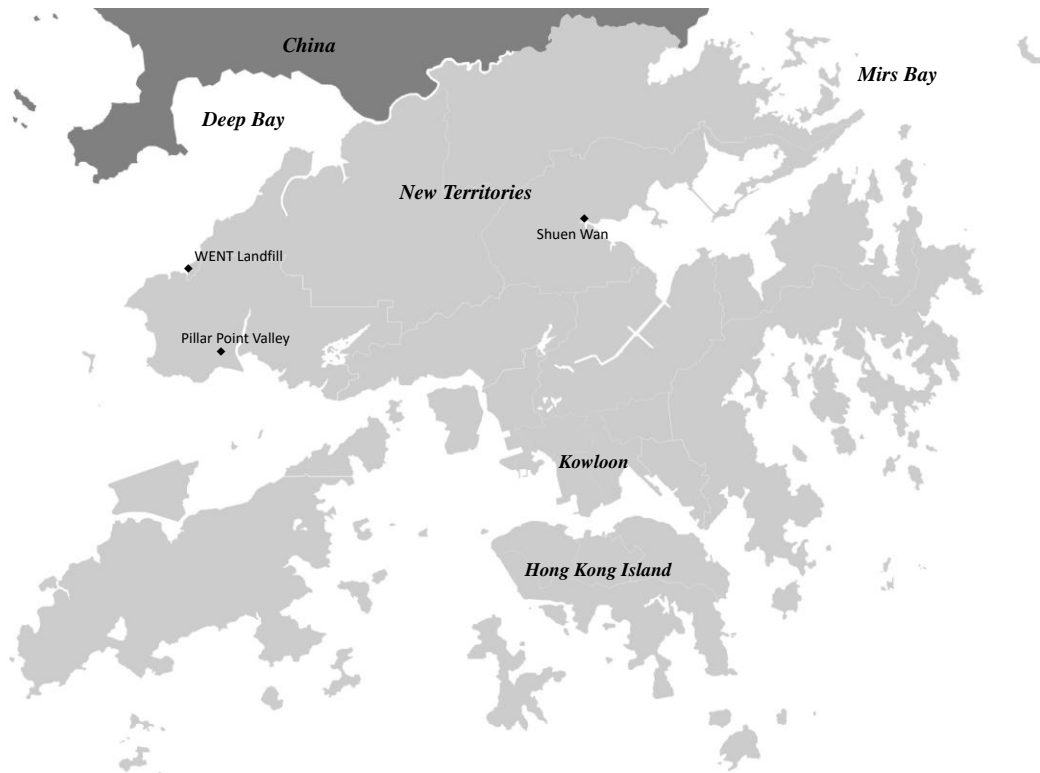 China
Mirs Bay
Deep Bay
New Territories
Shuen Wan
WENT Landfill
Pillar Point Valley
Kowloon
Hong Kong Island